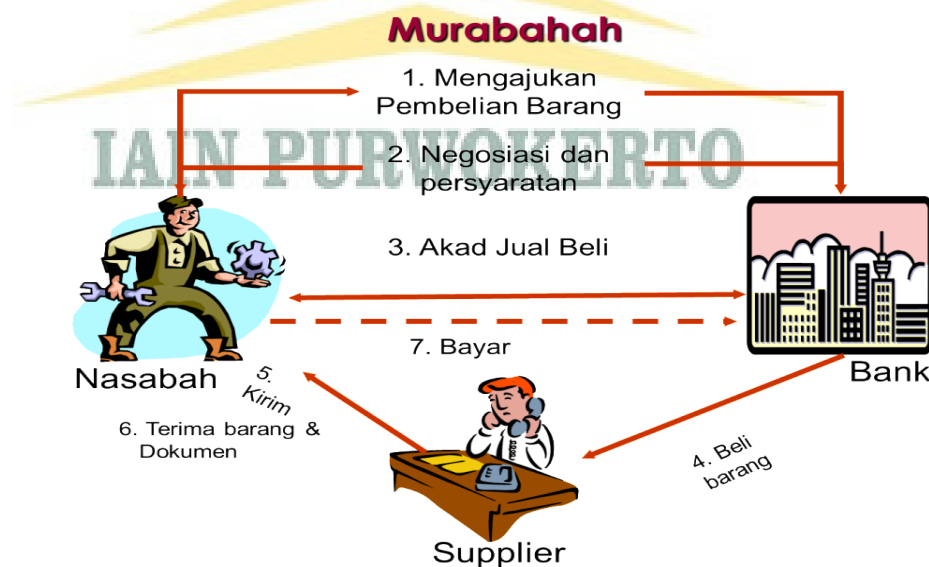 Murabahah
1. Mengajukan
Pembelian Barang
IAIN PURWOKERTO
2. Negosiasi dan
persyaratan
3. Akad Jual Beli
7. Bayar
Nasabah
Bank
5.
Kirim
6. Terima barang &
Dokumen
4. Beli
barang
Supplier